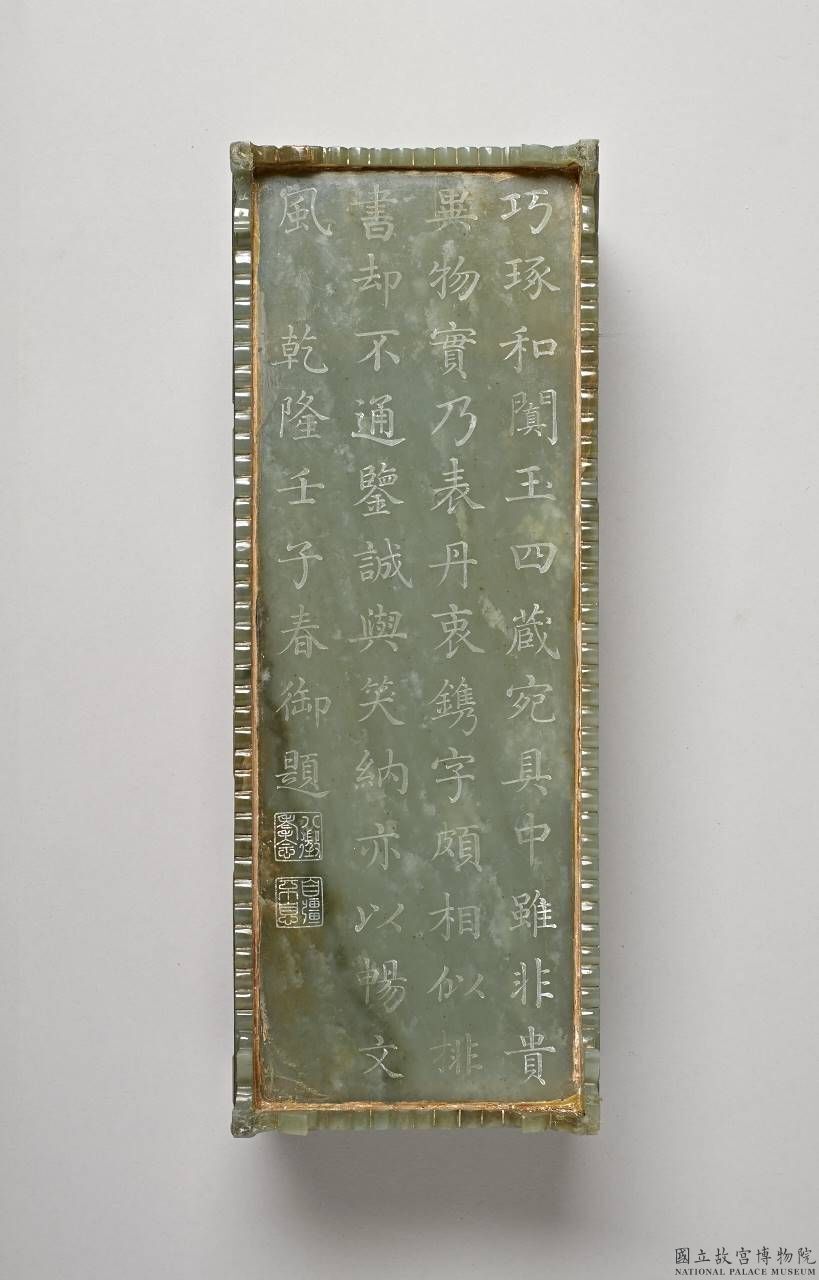 巧琢和闐玉四蕆宛具中雖非貴
異物實乃表丹衷鐫字頗相似排
書却不通鑒誠與笑納亦以暢文
風　乾隆壬子春御題
八徵耄念
自彊不息
國立故宮博物院
NATIONAL PALACE MUSEUM